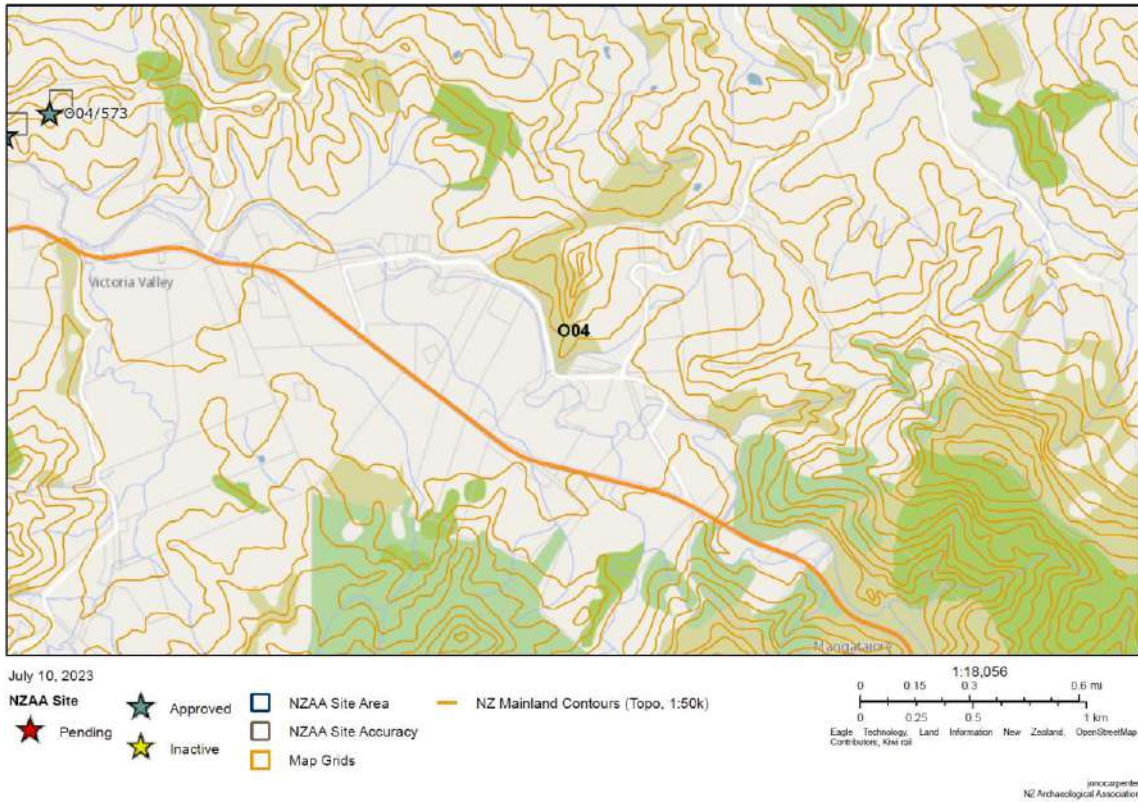 O04/573
Victoria Valley
O04
Mangataiore
July 10, 2023
NZAA Site
Pending
Approved
Inactive
NZAA Site Area
NZAA Site Accuracy
Map Grids
NZ Mainland Contours (Topo, 1:50k)
1:18,056
0 0.15 0.3 0.6 mi
0 0.25 0.5 1 km
Eagle Technology, Land Information New Zealand, OpenStreetMap
Contributors, Kiwi rail
jonocarpenter
NZ Archaeological Association